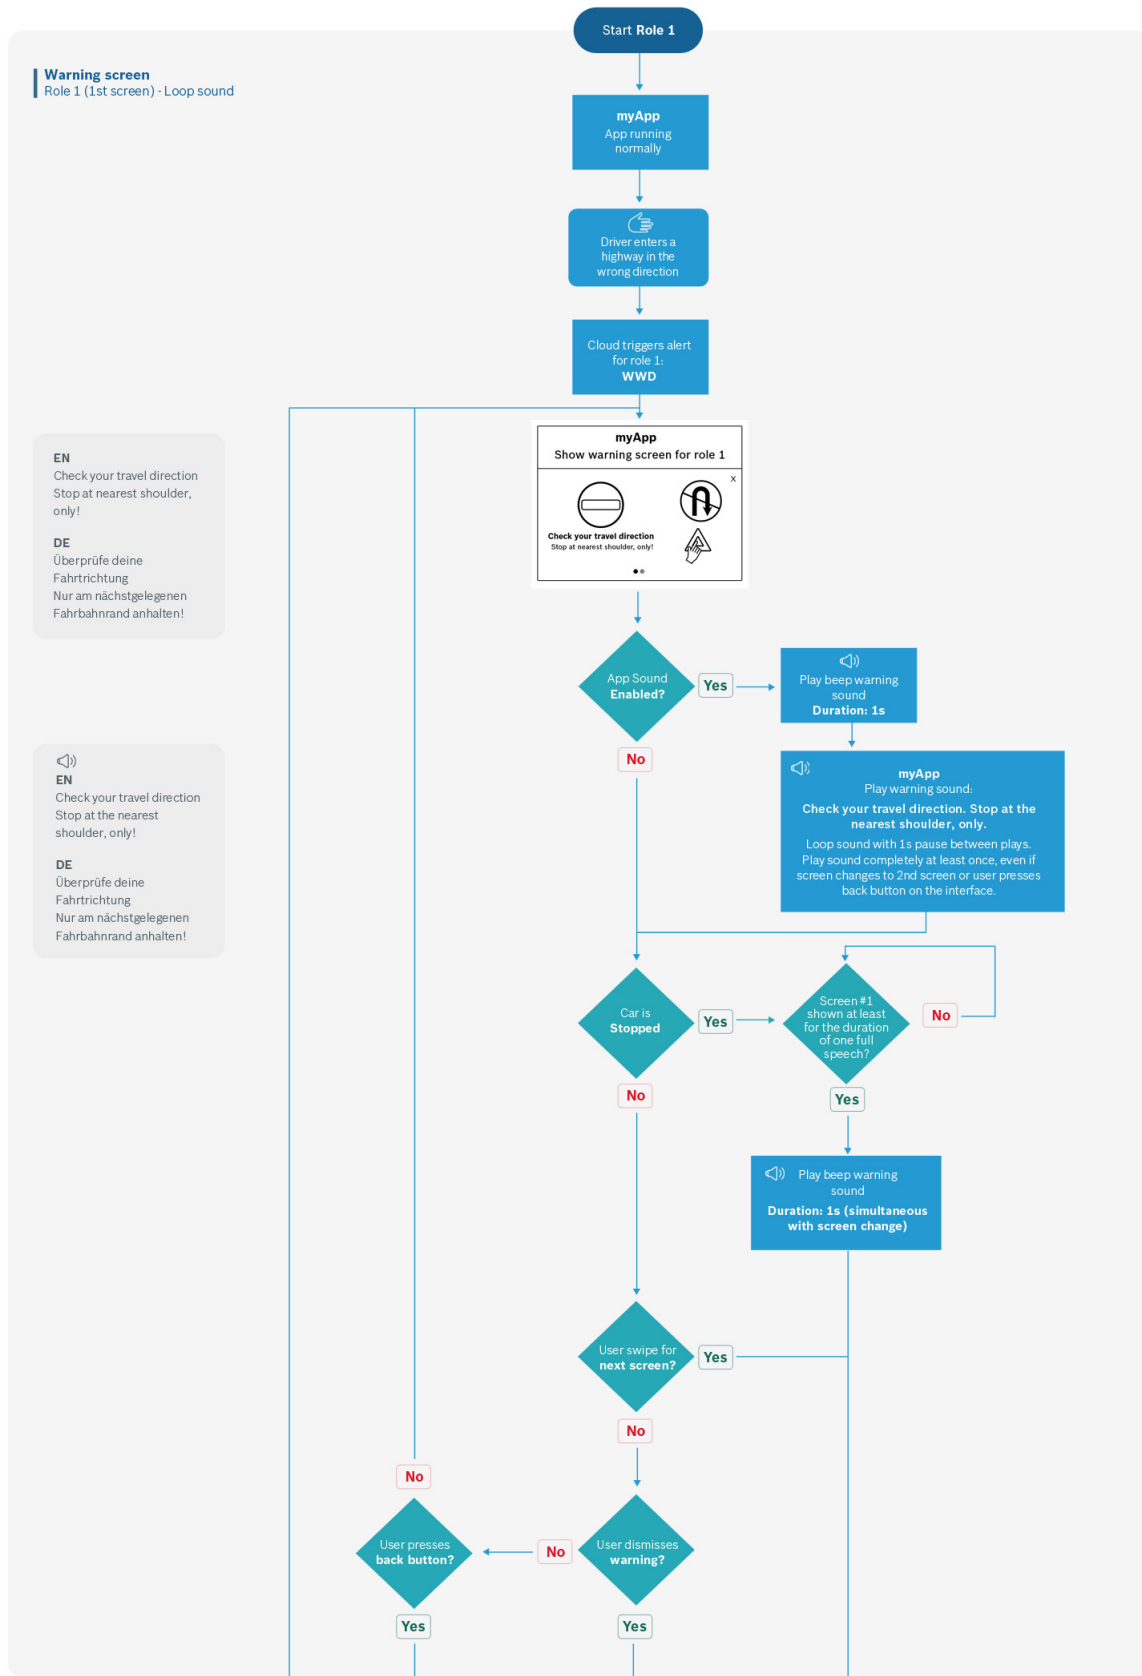 Start Role 1
Warning screen
Role 1 (1st screen) - Loop sound
myApp
App running
normally
Driver enters a
highway in the
wrong direction
Cloud triggers alert
for role 1:
WWD
EN
Check your travel direction
Stop at nearest shoulder,
only!
DE
Überprüfe deine
Fahrtrichtung
Nur am nächstgelegenen
Fahrbahnrand anhalten!
myApp
Show warning screen for role 1
X
Check your travel direction
Stop at nearest shoulder, only!
App Sound
Enabled?
Yes
Play beep warning
sound
Duration: 1s
No
EN
Check your travel direction
Stop at the nearest
shoulder, only!
DE
Überprüfe deine
Fahrtrichtung
Nur am nächstgelegenen
Fahrbahnrand anhalten!
myApp
Play warning sound:
Check your travel direction. Stop at the
nearest shoulder, only.
Loop sound with 1s pause between plays.
Play sound completely at least once, even if
screen changes to 2nd screen or user presses
back button on the interface.
Car is
Stopped
Yes
Screen #1
shown at least
for the duration
of one full
speech?
No
No
Yes
Play beep warning
sound
Duration: 1s (simultaneous
with screen change)
User swipe for
next screen?
Yes
No
No
User presses
back button?
No
User dismisses
warning?
Yes
Yes